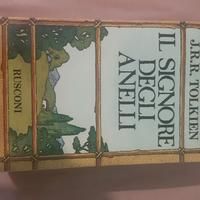 J.R.R. TOLKIEN
IL SIGNORE
DEGLI
ANELLI
RUSCONI